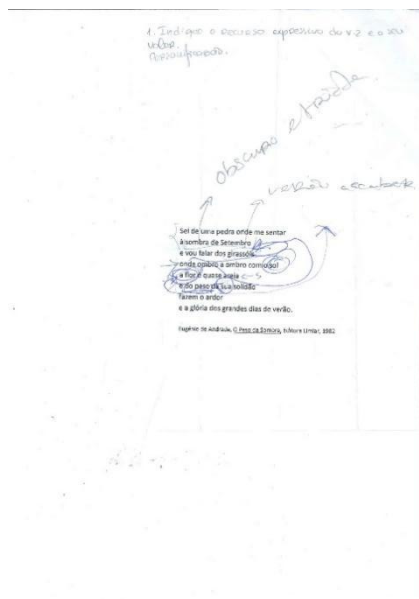 1. Indique o recurso expressivo do v.2 e o seu
valor.
Personificação.
obscuro e
verão a acabar
Sei de uma pedra onde me sentar
à sombra de Setembro
e vou falar dos girassóis
onde ombro a ombro com o sol
a flor é quase
e do peso da sua solidão
fazem o ardor
e a glória dos grandes dias de verão.
Eugénio de Andrade, O Peso da Sombra, Editora Limiar, 1982